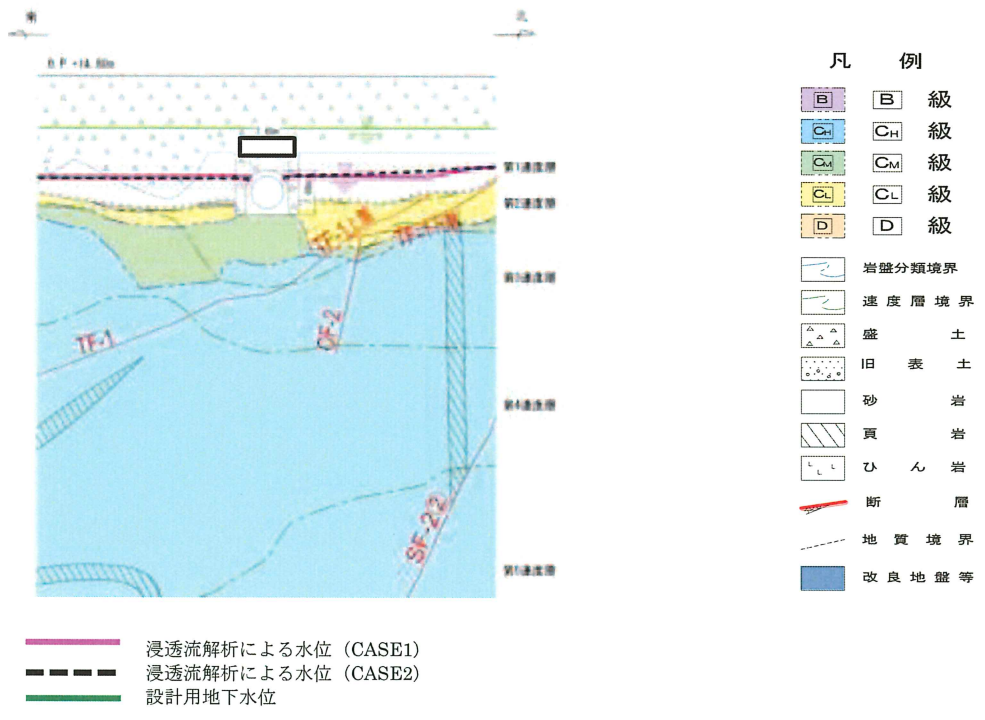 南
北
O.P.+14.80m
第1速度層
第2速度層
第3速度層
第4速度層
第5速度層
TF-1
OF-2
SF-2②
凡 例
B B 級
CH CH 級
CM CM 級
CL CL 級
D D 級
岩盤分類境界
速度層境界
盛 土
旧 表 土
砂 岩
頁 岩
ひ ん 岩
断 層
地 質 境 界
改 良 地 盤 等
浸透流解析による水位（CASE1）
浸透流解析による水位（CASE2）
設計用地下水位